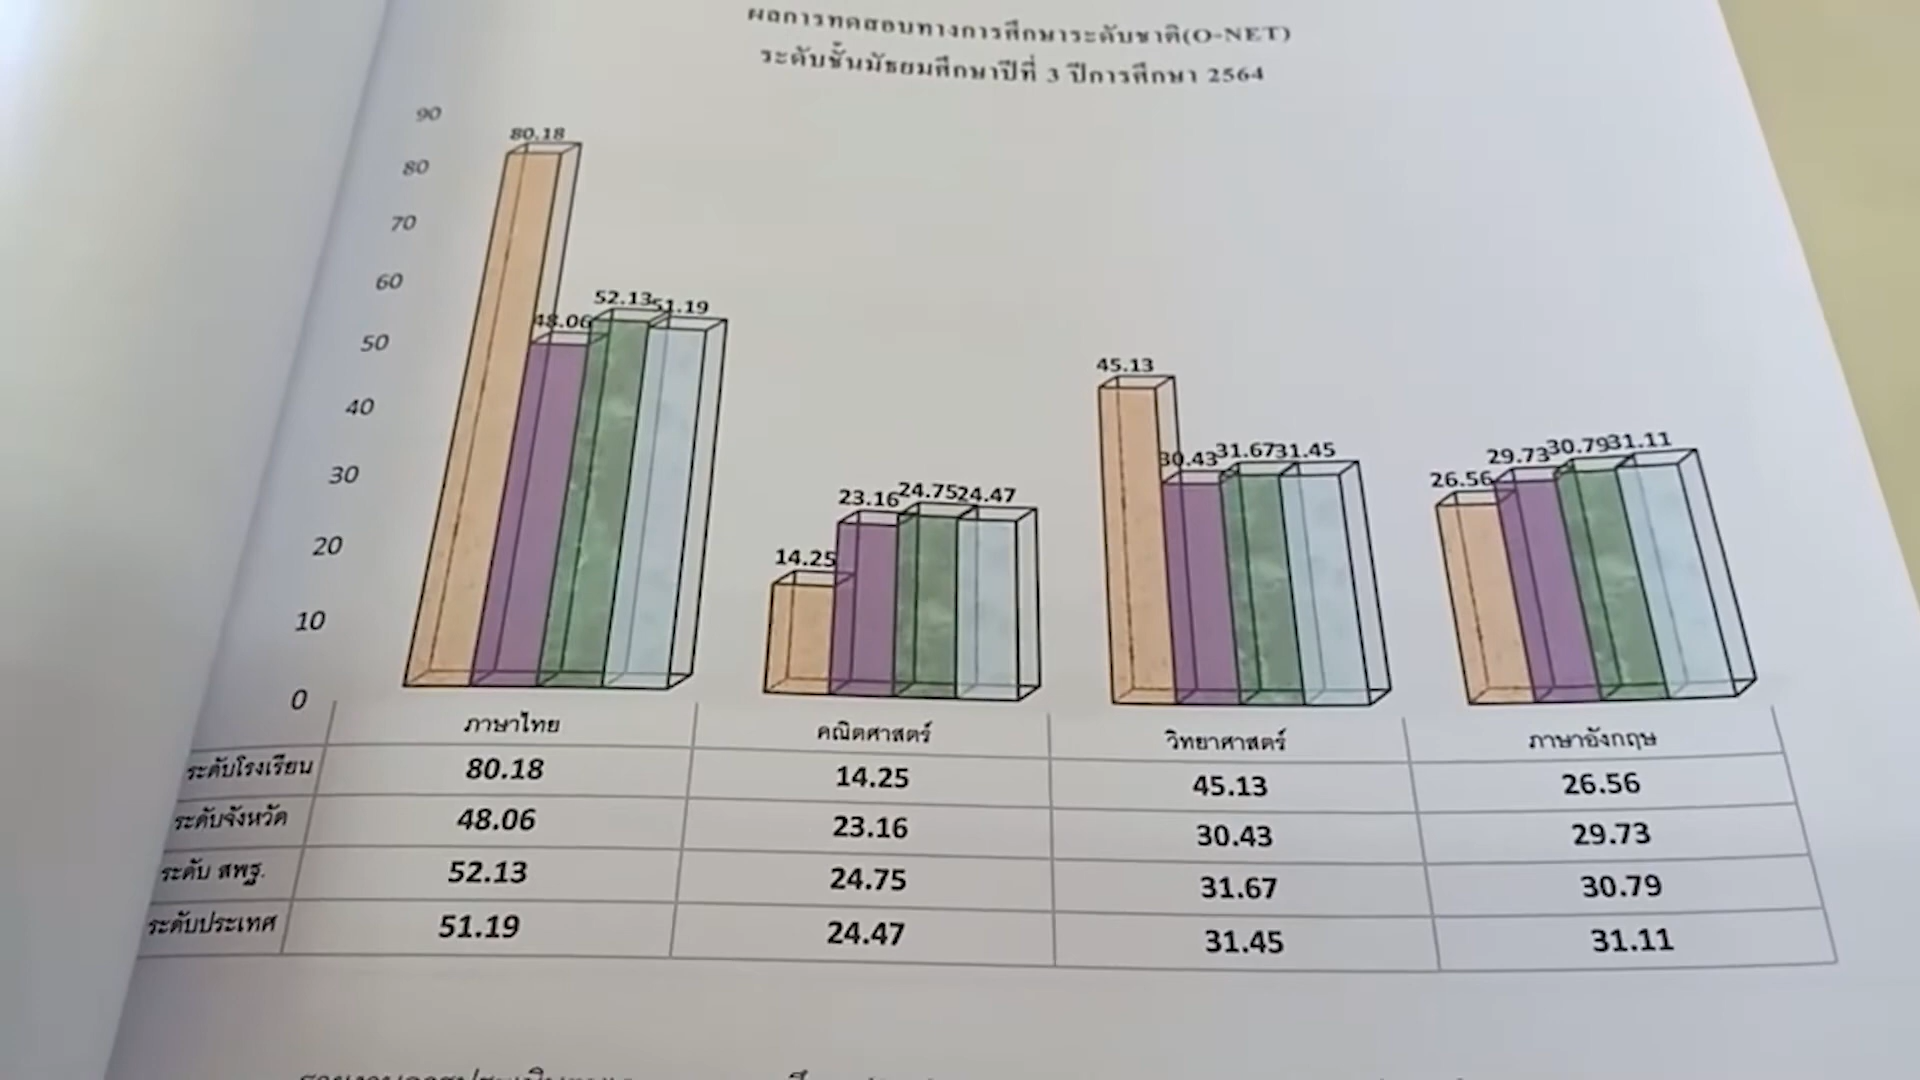 ผลการทดสอบทางการศึกษาระดับชาติ(O-NET)
ระดับชั้นมัธยมศึกษาปีที่ 3 ปีการศึกษา 2564
90
80
70
60
50
40
30
20
10
0
80.18 48.06 52.13 51.19
14.25 23.16 24.75 24.47
45.13 30.43 31.67 31.45
26.56 29.73 30.79 31.11
ภาษาไทย คณิตศาสตร์ วิทยาศาสตร์ ภาษาอังกฤษ
ระดับโรงเรียน 80.18 14.25 45.13 26.56
ระดับจังหวัด 48.06 23.16 30.43 29.73
ระดับ สพฐ. 52.13 24.75 31.67 30.79
ระดับประเทศ 51.19 24.47 31.45 31.11